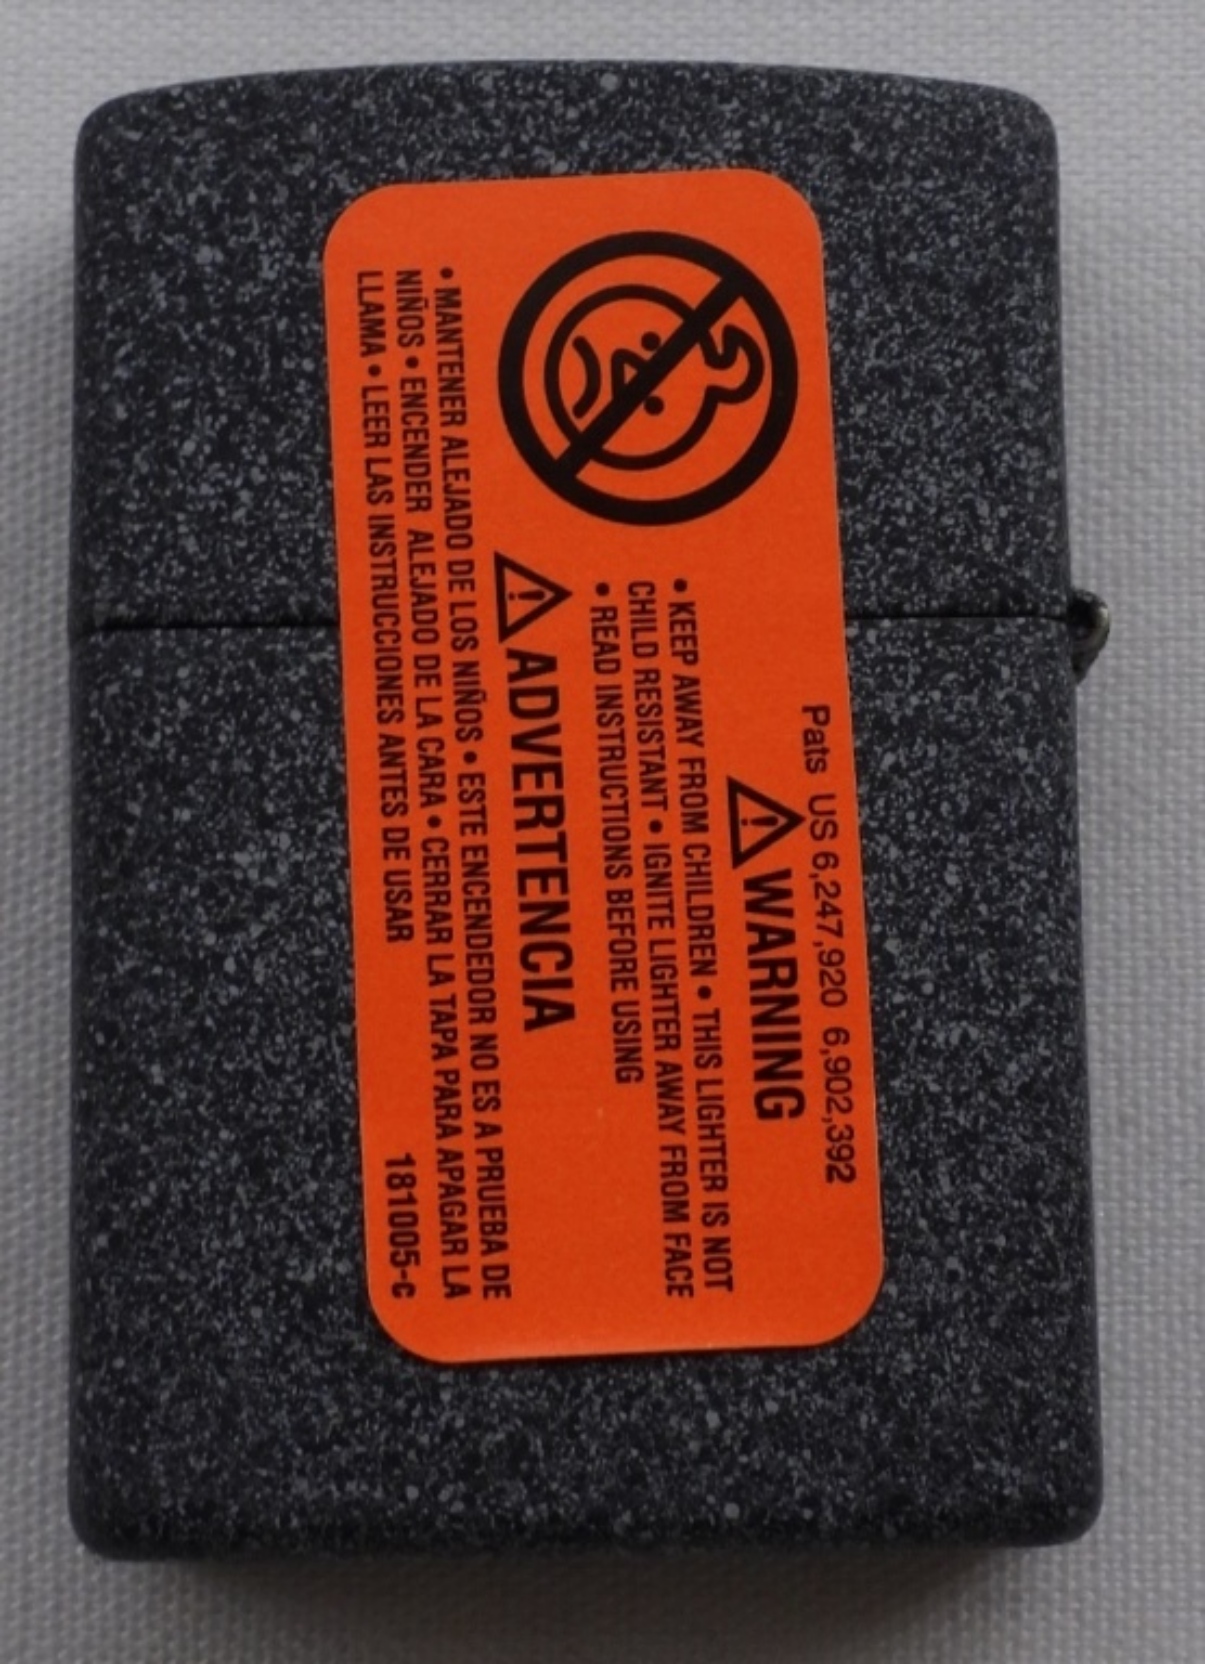 Pats US 6,247,920 6,902,392
WARNING
• KEEP AWAY FROM CHILDREN • THIS LIGHTER IS NOT
CHILD RESISTANT • IGNITE LIGHTER AWAY FROM FACE
• READ INSTRUCTIONS BEFORE USING
ADVERTENCIA
• MANTENER ALEJADO DE LOS NIÑOS • ESTE ENCENDEDOR NO ES A PRUEBA DE
NIÑOS • ENCENDER ALEJADO DE LA CARA • CERRAR LA TAPA PARA APAGAR LA
LLAMA • LEER LAS INSTRUCCIONES ANTES DE USAR
181005-c